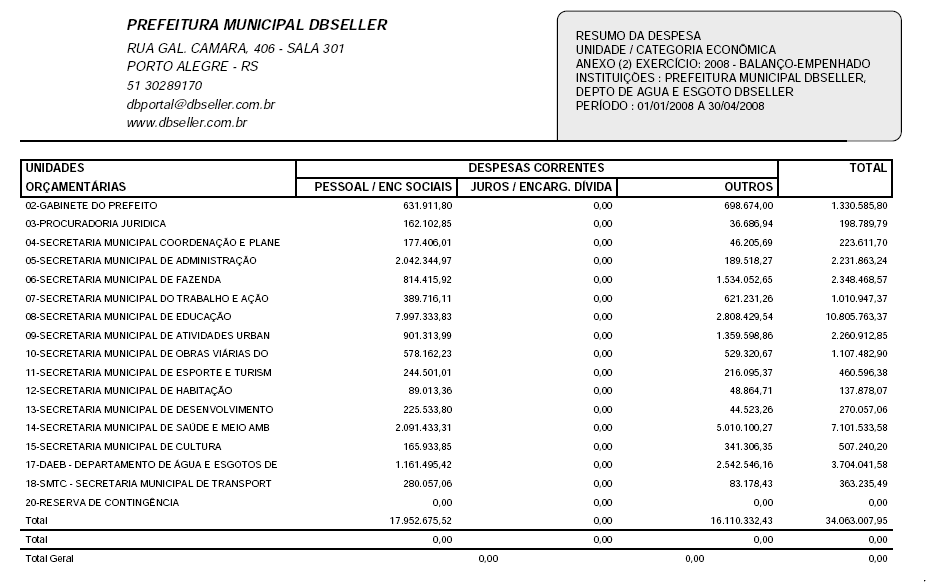 PREFEITURA MUNICIPAL DBSELLER
RUA GAL. CAMARA, 406 - SALA 301
PORTO ALEGRE - RS
51 30289170
dbportal@dbseller.com.br
www.dbseller.com.br
RESUMO DA DESPESA
UNIDADE / CATEGORIA ECONÔMICA
ANEXO (2) EXERCÍCIO: 2008 - BALANÇO-EMPENHADO
INSTITUIÇÕES : PREFEITURA MUNICIPAL DBSELLER,
DEPTO DE AGUA E ESGOTO DBSELLER
PERÍODO : 01/01/2008 A 30/04/2008
UNIDADES DESPESAS CORRENTES TOTAL
ORÇAMENTÁRIAS PESSOAL / ENC SOCIAIS JUROS / ENCARG. DÍVIDA OUTROS
02-GABINETE DO PREFEITO 631.911,80 0,00 698.674,00 1.330.585,80
03-PROCURADORIA JURIDICA 162.102,85 0,00 36.686,94 198.789,79
04-SECRETARIA MUNICIPAL COORDENAÇÃO E PLANE 177.406,01 0,00 46.205,69 223.611,70
05-SECRETARIA MUNICIPAL DE ADMINISTRAÇÃO 2.042.344,97 0,00 189.518,27 2.231.863,24
06-SECRETARIA MUNICIPAL DE FAZENDA 814.415,92 0,00 1.534.052,65 2.348.468,57
07-SECRETARIA MUNICIPAL DO TRABALHO E AÇÃO 389.716,11 0,00 621.231,26 1.010.947,37
08-SECRETARIA MUNICIPAL DE EDUCAÇÃO 7.997.333,83 0,00 2.808.429,54 10.805.763,37
09-SECRETARIA MUNICIPAL DE ATIVIDADES URBAN 901.313,99 0,00 1.359.598,86 2.260.912,85
10-SECRETARIA MUNICIPAL DE OBRAS VIÁRIAS DO 578.162,23 0,00 529.320,67 1.107.482,90
11-SECRETARIA MUNICIPAL DE ESPORTE E TURISM 244.501,01 0,00 216.095,37 460.596,38
12-SECRETARIA MUNICIPAL DE HABITAÇÃO 89.013,36 0,00 48.864,71 137.878,07
13-SECRETARIA MUNICIPAL DE DESENVOLVIMENTO 225.533,80 0,00 44.523,26 270.057,06
14-SECRETARIA MUNICIPAL DE SAÚDE E MEIO AMB 2.091.433,31 0,00 5.010.100,27 7.101.533,58
15-SECRETARIA MUNICIPAL DE CULTURA 165.933,85 0,00 341.306,35 507.240,20
17-DAEB - DEPARTAMENTO DE ÁGUA E ESGOTOS DE 1.161.495,42 0,00 2.542.546,16 3.704.041,58
18-SMTC - SECRETARIA MUNICIPAL DE TRANSPORT 280.057,06 0,00 83.178,43 363.235,49
20-RESERVA DE CONTINGÊNCIA 0,00 0,00 0,00 0,00
Total 17.952.675,52 0,00 16.110.332,43 34.063.007,95
Total 0,00 0,00 0,00 0,00
Total Geral 0,00 0,00 0,00